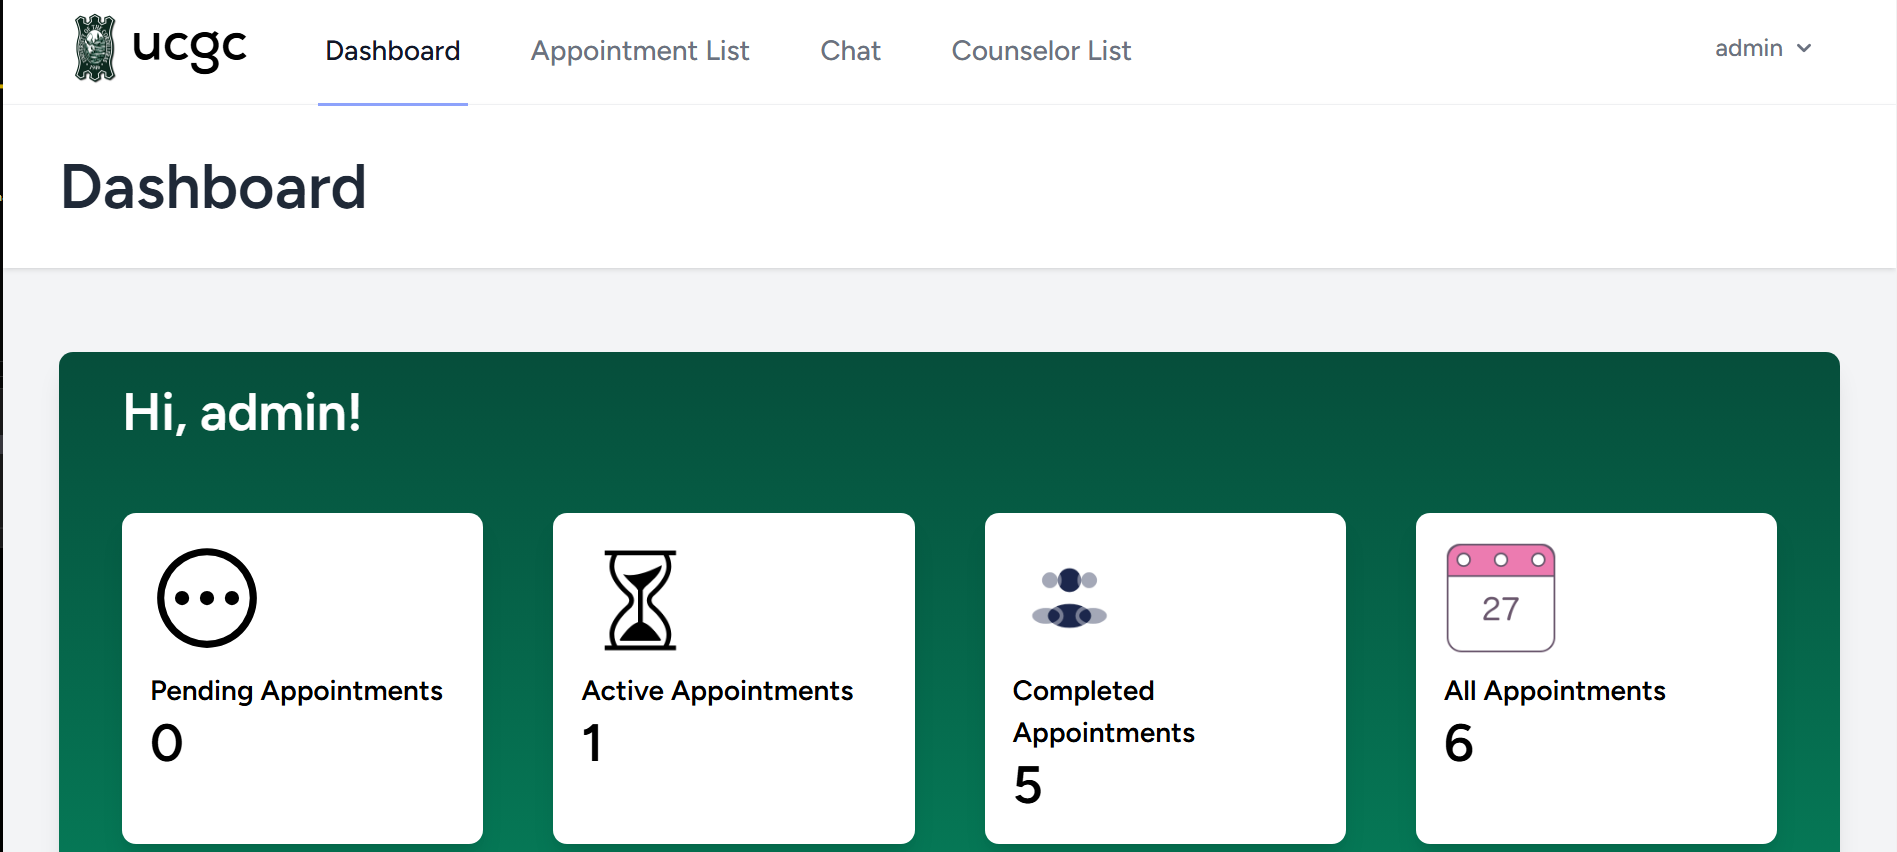 ucgc
Dashboard
Appointment List
Chat
Counselor List
admin
Dashboard
Hi, admin!
Pending Appointments
0
Active Appointments
1
Completed
Appointments
5
27
All Appointments
6